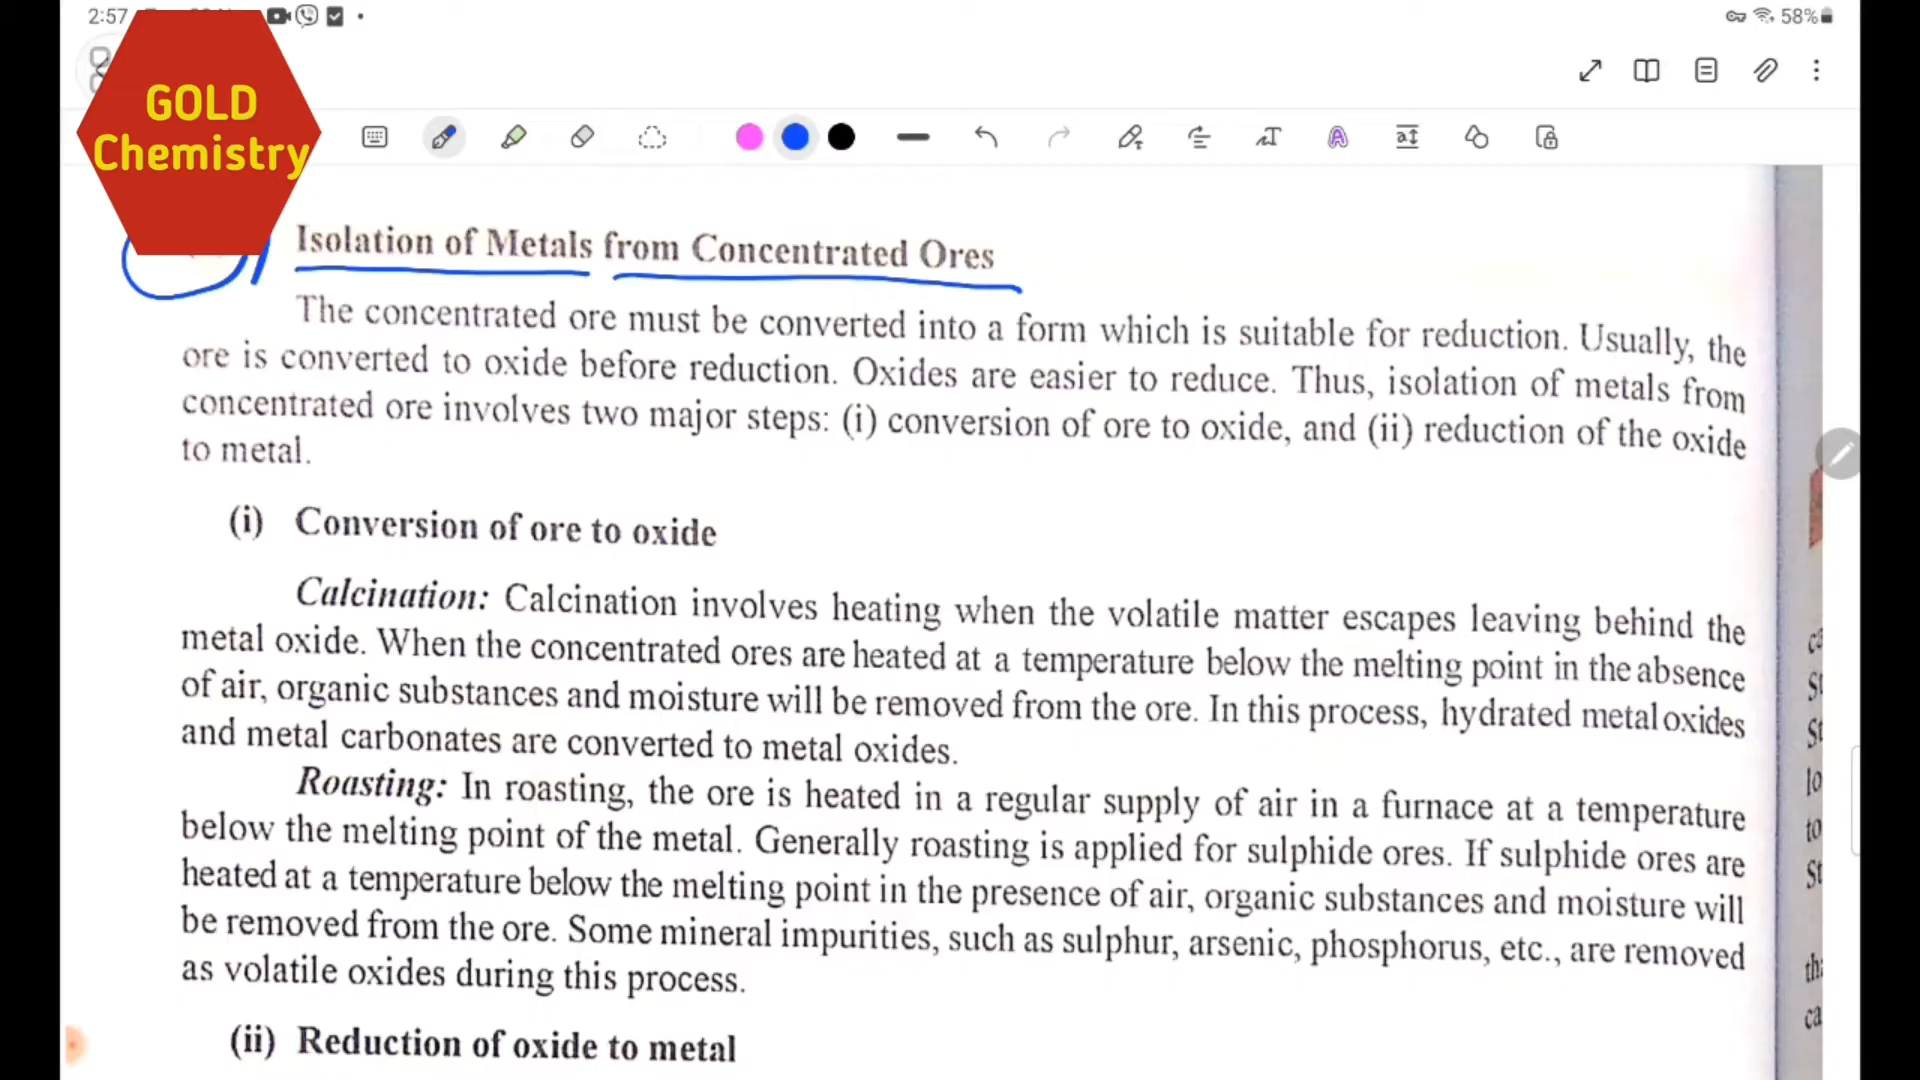 2:57
58%
GOLD
Chemistry
Isolation of Metals from Concentrated Ores
The concentrated ore must be converted into a form which is suitable for reduction. Usually, the
ore is converted to oxide before reduction. Oxides are easier to reduce. Thus, isolation of metals from
concentrated ore involves two major steps: (i) conversion of ore to oxide, and (ii) reduction of the oxide
to metal.
(i) Conversion of ore to oxide
Calcination: Calcination involves heating when the volatile matter escapes leaving behind the
metal oxide. When the concentrated ores are heated at a temperature below the melting point in the absence
of air, organic substances and moisture will be removed from the ore. In this process, hydrated metal oxides
and metal carbonates are converted to metal oxides.
Roasting: In roasting, the ore is heated in a regular supply of air in a furnace at a temperature
below the melting point of the metal. Generally roasting is applied for sulphide ores. If sulphide ores are
heated at a temperature below the melting point in the presence of air, organic substances and moisture will
be removed from the ore. Some mineral impurities, such as sulphur, arsenic, phosphorus, etc., are removed
as volatile oxides during this process.
(ii) Reduction of oxide to metal